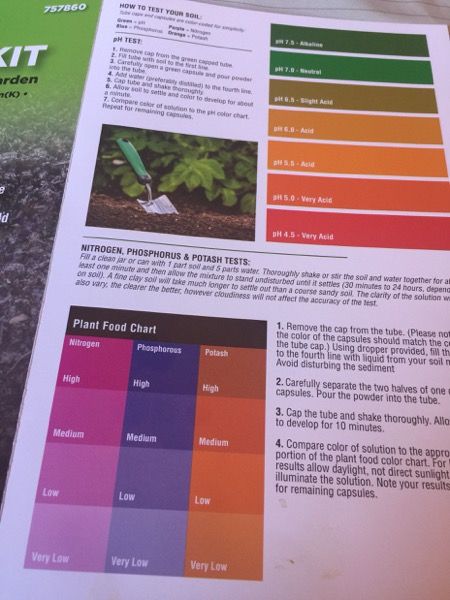 757860
KIT
arden
m(K) •
e
ld
HOW TO TEST YOUR SOIL:
Tube caps and capsules are color-coded for simplicity:
Green = pH Purple = Nitrogen
Blue = Phosphorous Orange = Potash
pH TEST:
1. Remove cap from the green capped tube.
2. Fill tube with soil to the first line.
3. Carefully open a green capsule and pour powder
into the tube.
4. Add water (preferably distilled) to the fourth line.
5. Cap tube and shake thoroughly.
6. Allow soil to settle and color to develop for about
a minute.
7. Compare color of solution to the pH color chart.
Repeat for remaining capsules.
pH 7.5 - Alkaline
pH 7.0 - Neutral
pH 6.5 - Slight Acid
pH 6.0 - Acid
pH 5.5 - Acid
pH 5.0 - Very Acid
pH 4.5 - Very Acid
NITROGEN, PHOSPHORUS & POTASH TESTS:
Fill a clean jar or can with 1 part soil and 5 parts water. Thoroughly shake or stir the soil and water together for at
least one minute and then allow the mixture to stand undisturbed until it settles (30 minutes to 24 hours, depend
on soil). A fine clay soil will take much longer to settle out than a course sandy soil. The clarity of the solution w
also vary, the clearer the better, however cloudiness will not affect the accuracy of the test.
Plant Food Chart
Nitrogen Phosphorous Potash
High High High
Medium Medium Medium
Low Low Low
Very Low Very Low Very Low
1. Remove the cap from the tube. (Please not
the color of the capsules should match the c
the tube cap.) Using dropper provided, fill th
to the fourth line with liquid from your soil m
Avoid disturbing the sediment
2. Carefully separate the two halves of one
capsules. Pour the powder into the tube.
3. Cap the tube and shake thoroughly. Allo
to develop for 10 minutes.
4. Compare color of solution to the appro
portion of the plant food color chart. For
results allow daylight, not direct sunlight
illuminate the solution. Note your results
for remaining capsules.